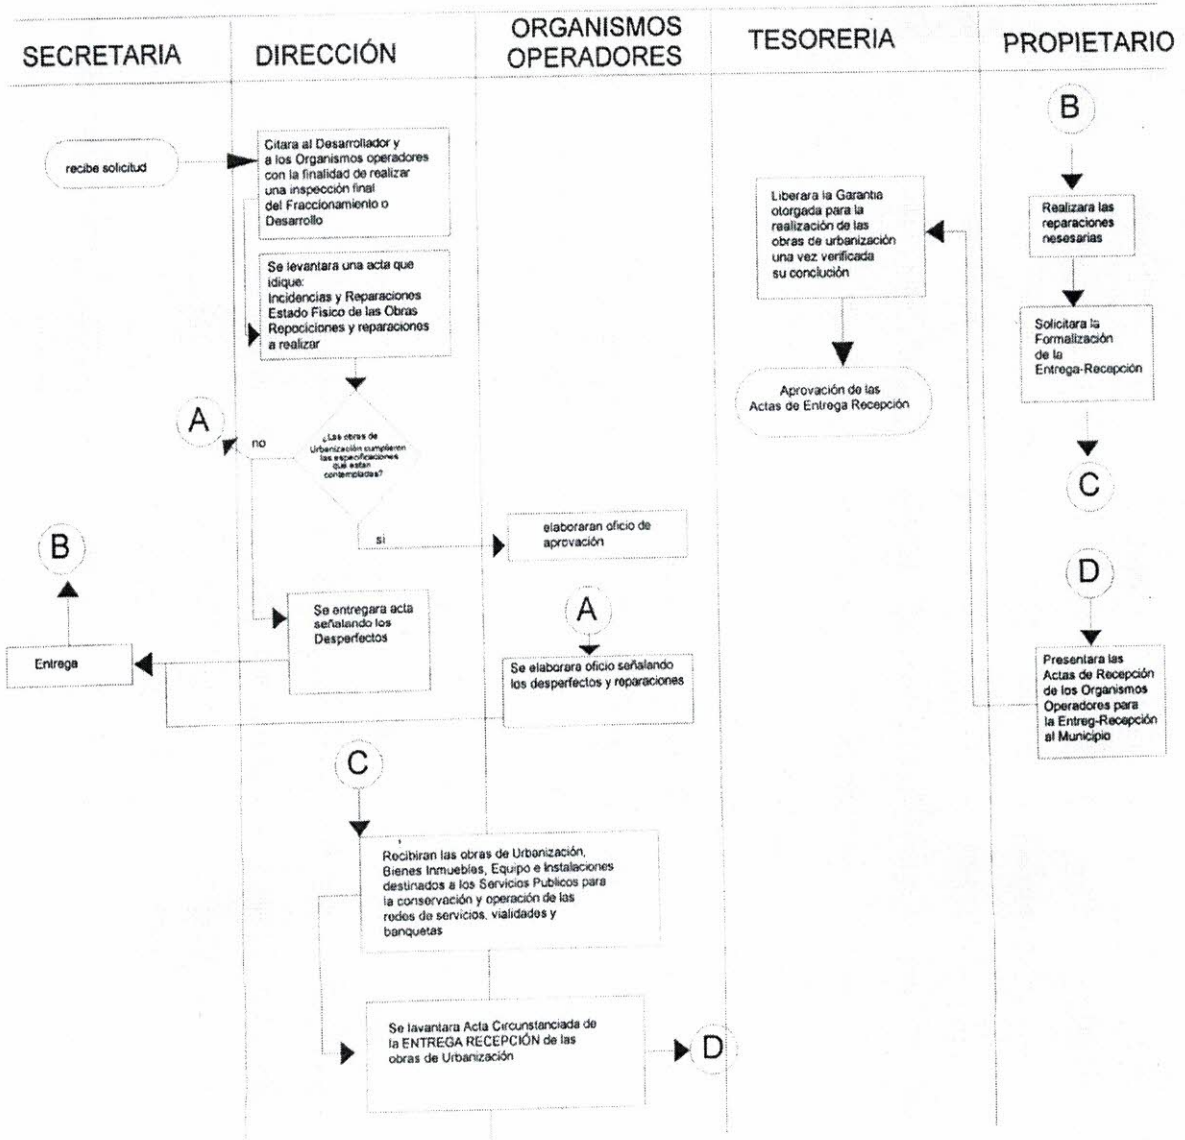 SECRETARIA
DIRECCIÓN
ORGANISMOS
OPERADORES
TESORERIA
PROPIETARIO
recibe solicitud
Citara al Desarrollador y
a los Organismos operadores
con la finalidad de realizar
una inspección final
del Fraccionamiento o
Desarrollo
Se levantara una acta que
idique:
Incidencias y Reparaciones
Estado Fisico de las Obras
Repociciones y reparaciones
a realizar
A
no
¿Las obras de
Urbanización cumplieron
las especificaciones
que estan
contempladas?
si
elaboraran oficio de
aprovación
B
Entrega
Se entregara acta
señalando los
Desperfectos
A
Se elaborara oficio señalando
los desperfectos y reparaciones
C
Recibiran las obras de Urbanización,
Bienes Inmuebles, Equipo e Instalaciones
destinados a los Servicios Publicos para
la conservación y operación de las
redes de servicios, vialidades y
banquetas
Se lavantara Acta Circunstanciada de
la ENTREGA RECEPCIÓN de las
obras de Urbanización
D
Liberara la Garantia
otorgada para la
realización de las
obras de urbanización
una vez verificada
su conclución
Aprovación de las
Actas de Entrega Recepción
B
Realizara las
reparaciones
nesesarias
Solicitara la
Formalización
de la
Entrega-Recepción
C
D
Presentara las
Actas de Recepción
de los Organismos
Operadores para
la Entreg-Recepción
al Municipio